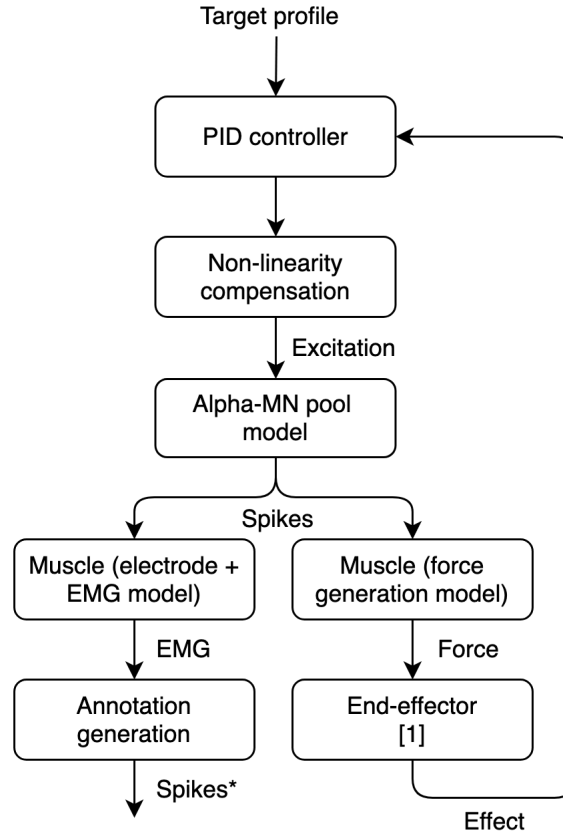 Target profile
PID controller
Non-linearity
compensation
Excitation
Alpha-MN pool
model
Spikes
Muscle (electrode +
EMG model)
Muscle (force
generation model)
EMG
Force
Annotation
generation
End-effector
[1]
Spikes*
Effect